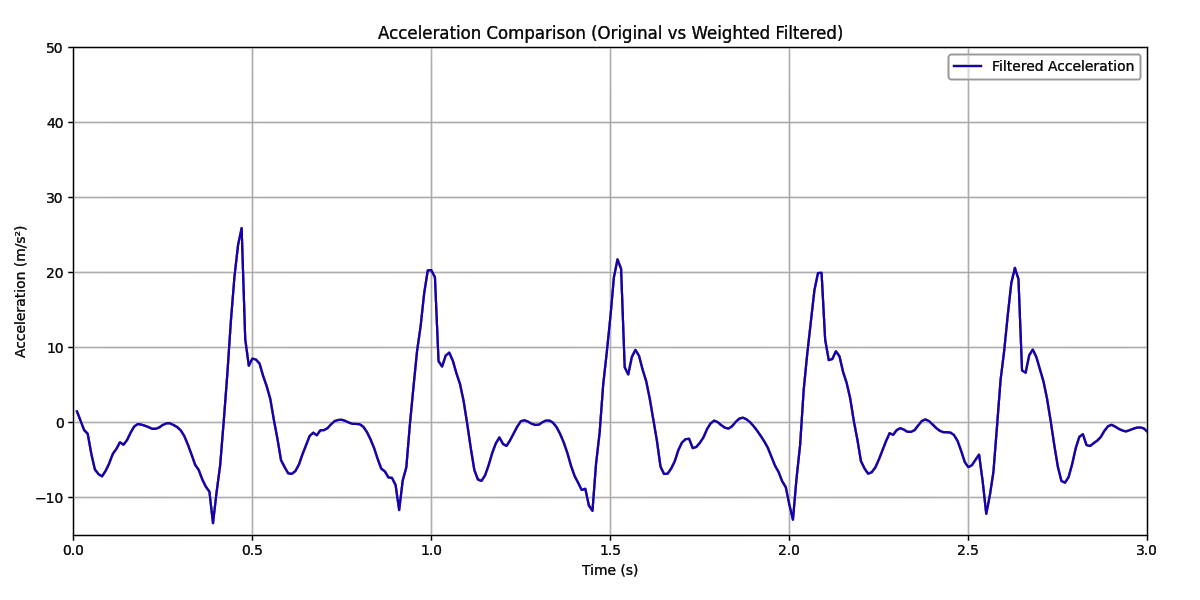 Acceleration Comparison (Original vs Weighted Filtered)
Filtered Acceleration
Acceleration (m/s²)
50
40
30
20
10
0
−10
0.0 0.5 1.0 1.5 2.0 2.5 3.0
Time (s)